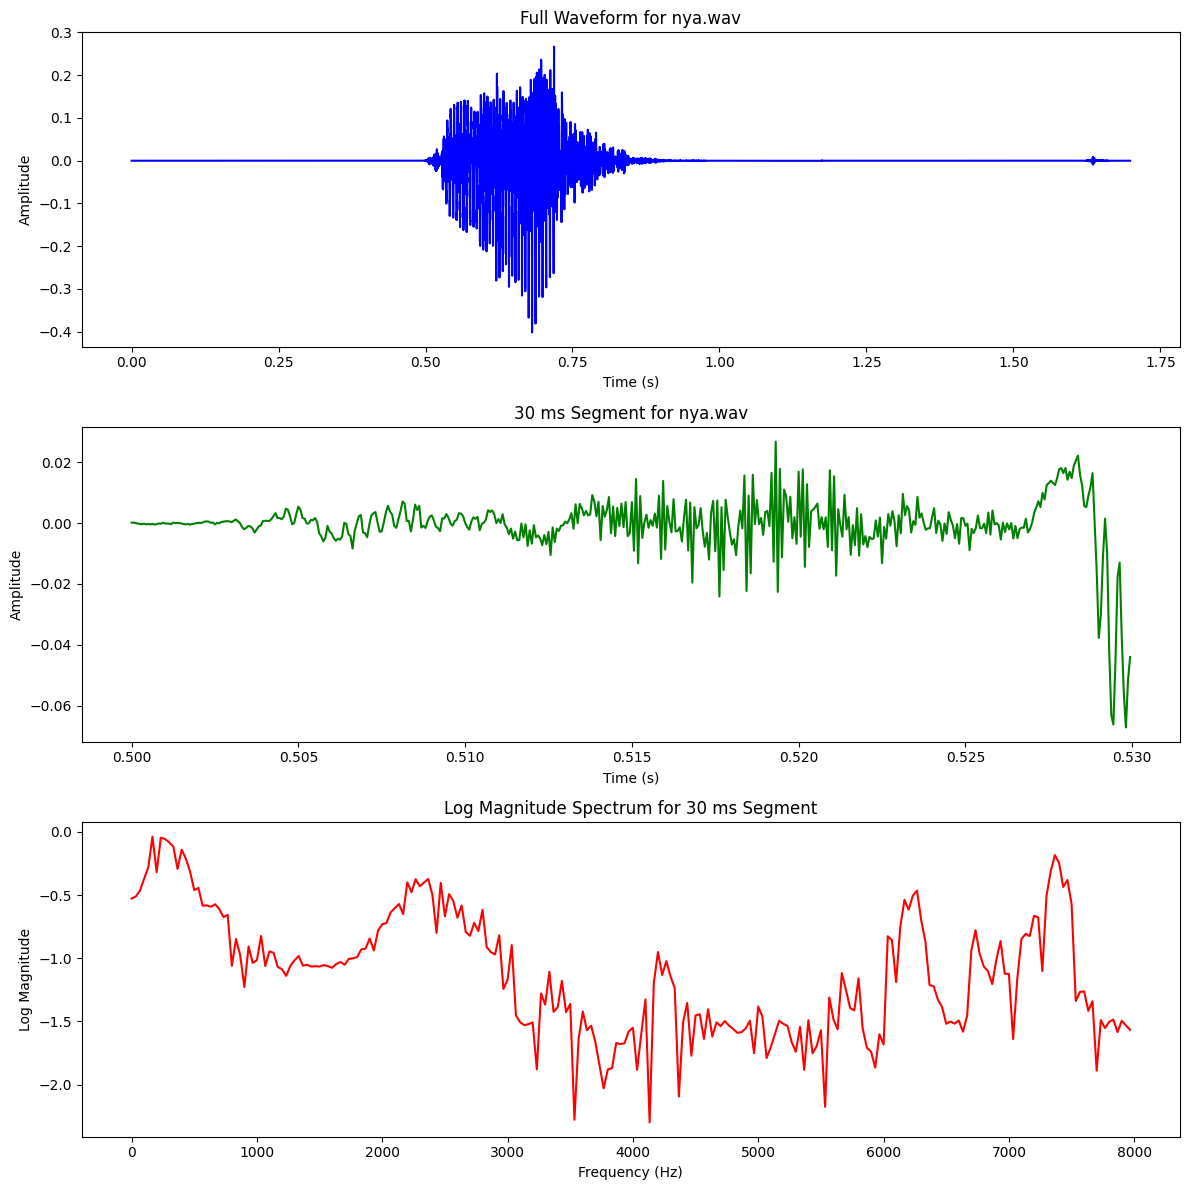 Full Waveform for nya.wav
0.3
0.2
0.1
0.0
−0.1
−0.2
−0.3
−0.4
Amplitude
0.00 0.25 0.50 0.75 1.00 1.25 1.50 1.75
Time (s)
30 ms Segment for nya.wav
0.02
0.00
−0.02
−0.04
−0.06
Amplitude
0.500 0.505 0.510 0.515 0.520 0.525 0.530
Time (s)
Log Magnitude Spectrum for 30 ms Segment
0.0
−0.5
−1.0
−1.5
−2.0
Log Magnitude
0 1000 2000 3000 4000 5000 6000 7000 8000
Frequency (Hz)